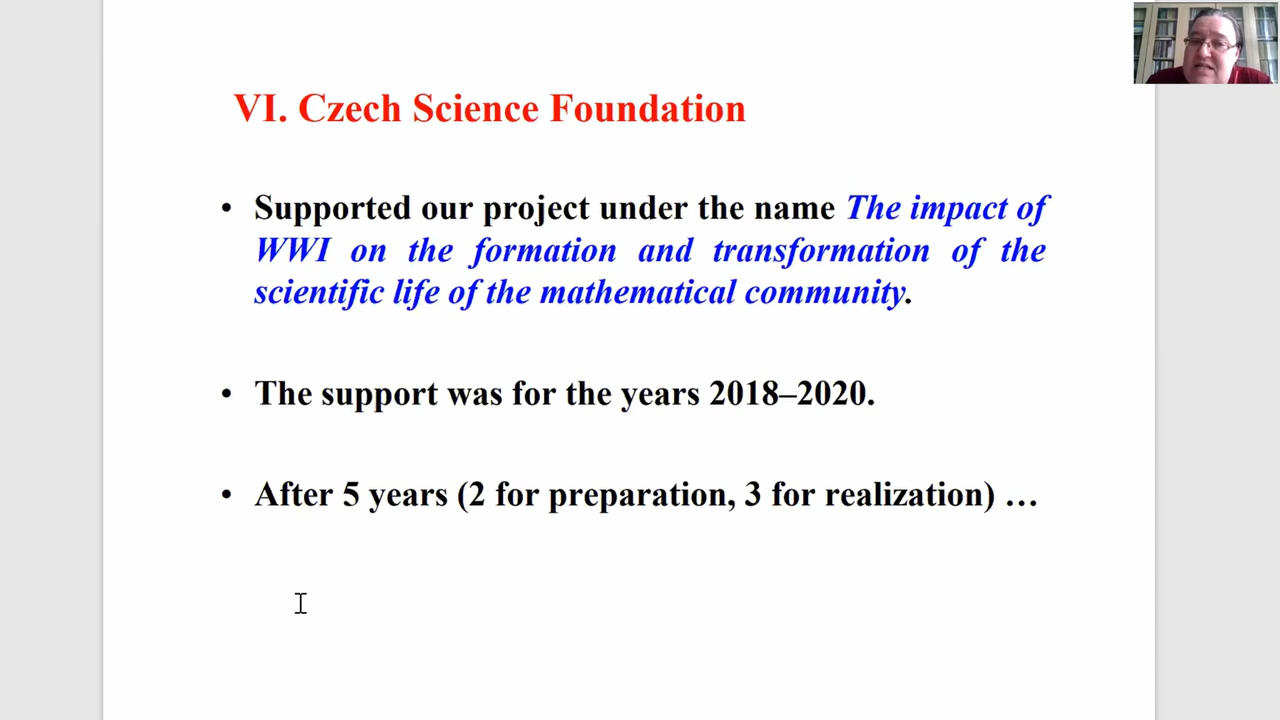 VI. Czech Science Foundation
• Supported our project under the name The impact of
WWI on the formation and transformation of the
scientific life of the mathematical community.
• The support was for the years 2018–2020.
• After 5 years (2 for preparation, 3 for realization) …